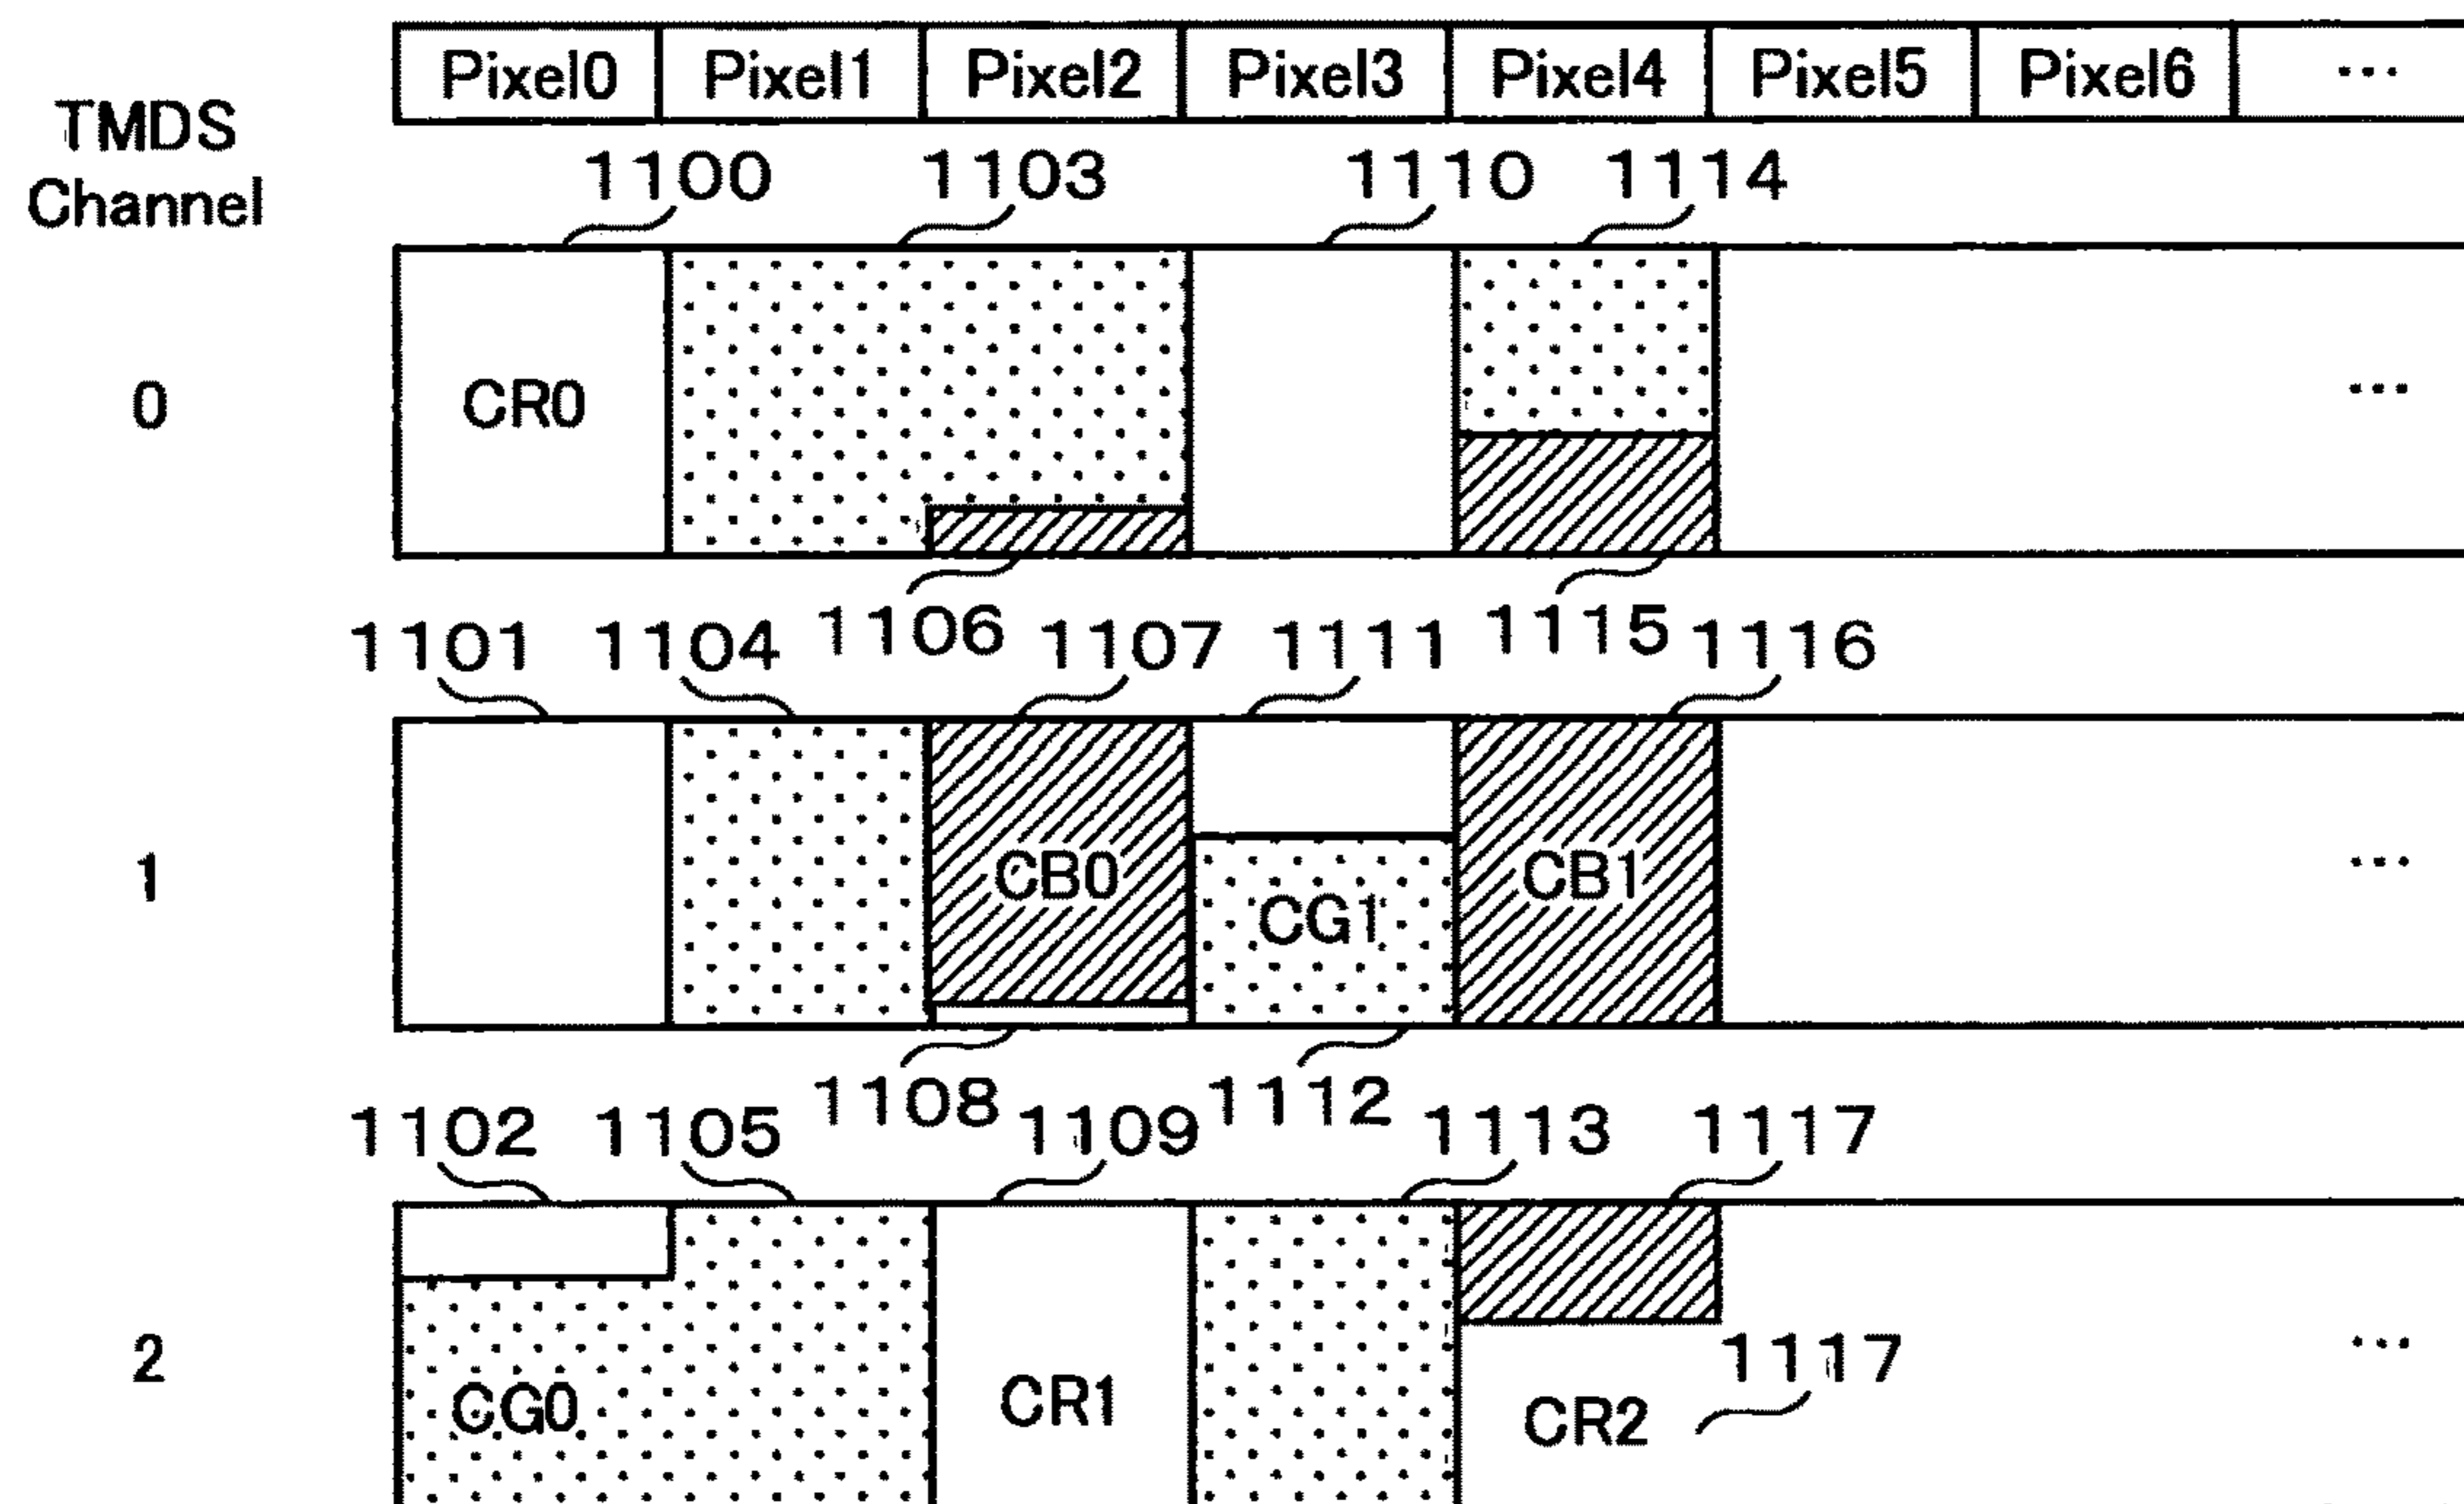 Pixel0 Pixel1 Pixel2 Pixel3 Pixel4 Pixel5 Pixel6 ...
TMDS
Channel
1100 1103 1110 1114
0 CR0 ...
1106 1115
1101 1104 1107 1111 1116
1 CB0 CG1 CB1 ...
1108 1112
1102 1105 1109 1113 1117
2 CG0 CR1 CR2 1117 ...